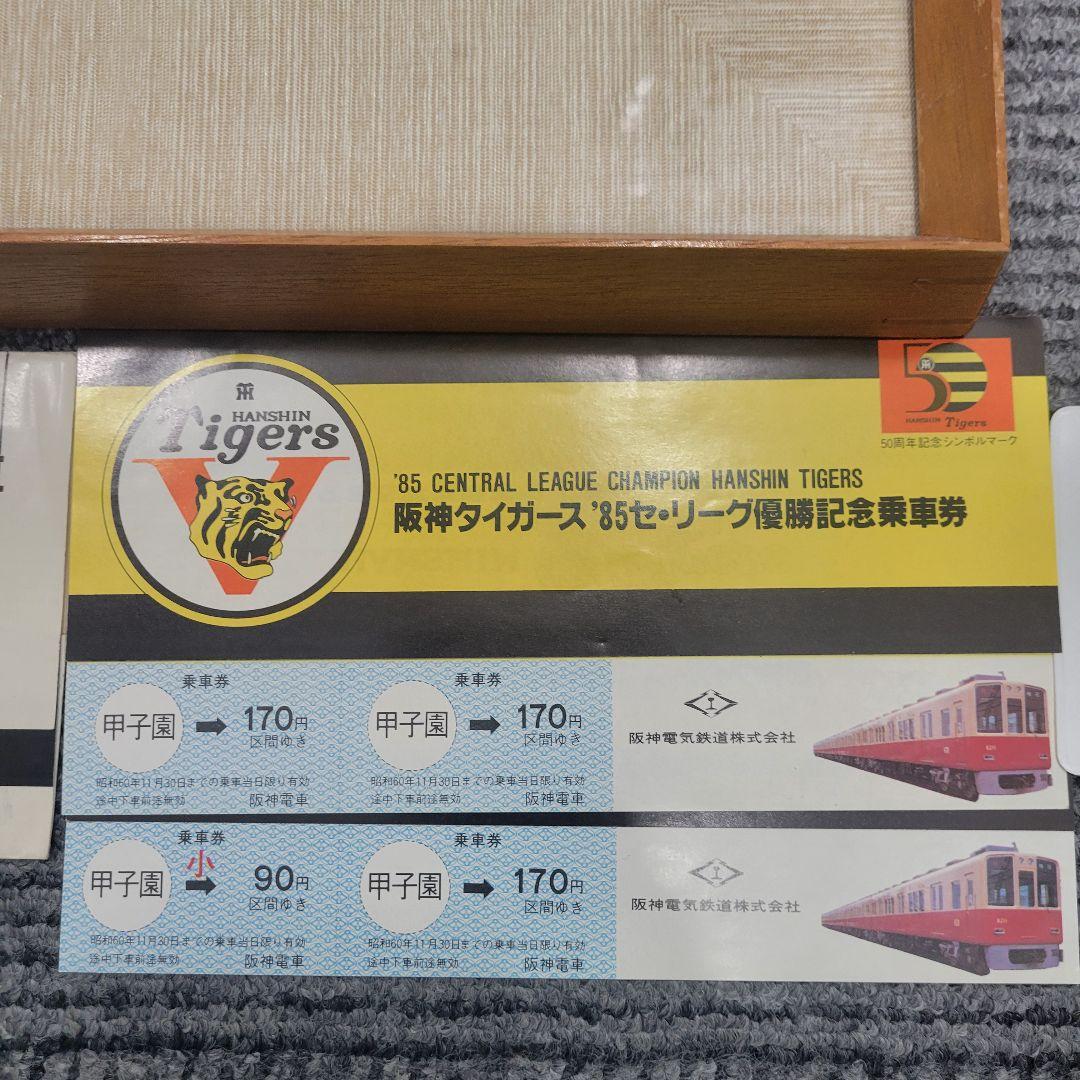 HANSHIN
Tigers
V
50
HANSHIN Tigers
50周年記念シンボルマーク
'85 CENTRAL LEAGUE CHAMPION HANSHIN TIGERS
阪神タイガース'85セ・リーグ優勝記念乗車券
乗車券
甲子園 ➡ 170円
区間ゆき
昭和60年11月30日までの乗車当日限り有効
途中下車前途無効 阪神電車
乗車券
甲子園 ➡ 170円
区間ゆき
昭和60年11月30日までの乗車当日限り有効
途中下車前途無効 阪神電車
阪神電気鉄道株式会社
乗車券
小
甲子園 ➡ 90円
区間ゆき
昭和60年11月30日までの乗車当日限り有効
途中下車前途無効 阪神電車
乗車券
甲子園 ➡ 170円
区間ゆき
昭和60年11月30日までの乗車当日限り有効
途中下車前途無効 阪神電車
阪神電気鉄道株式会社